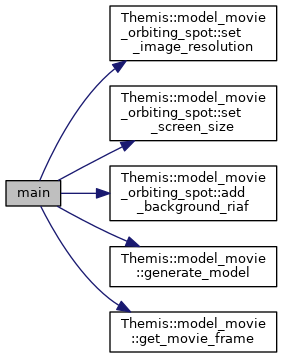 Themis::model_movie
_orbiting_spot::set
_image_resolution
Themis::model_movie
_orbiting_spot::set
_screen_size
main
Themis::model_movie
_orbiting_spot::add
_background_riaf
Themis::model_movie
::generate_model
Themis::model_movie
::get_movie_frame